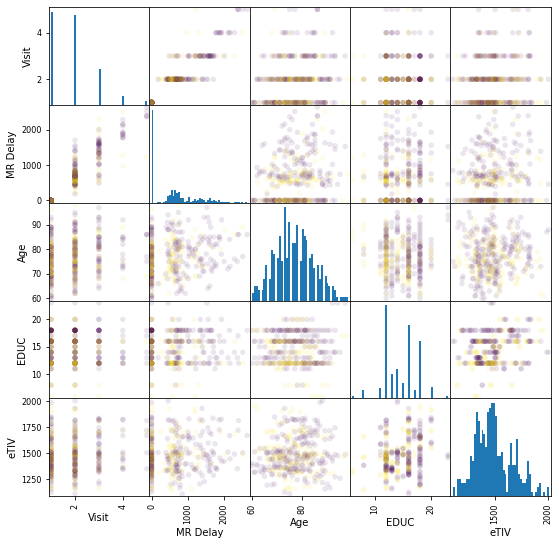 4
2
Visit
2000
1000
0
MR Delay
90
80
70
60
Age
20
15
10
EDUC
2000
1750
1500
1250
eTIV
2 4 0 1000 2000 60 80 10 20 1500 2000
Visit MR Delay Age EDUC eTIV